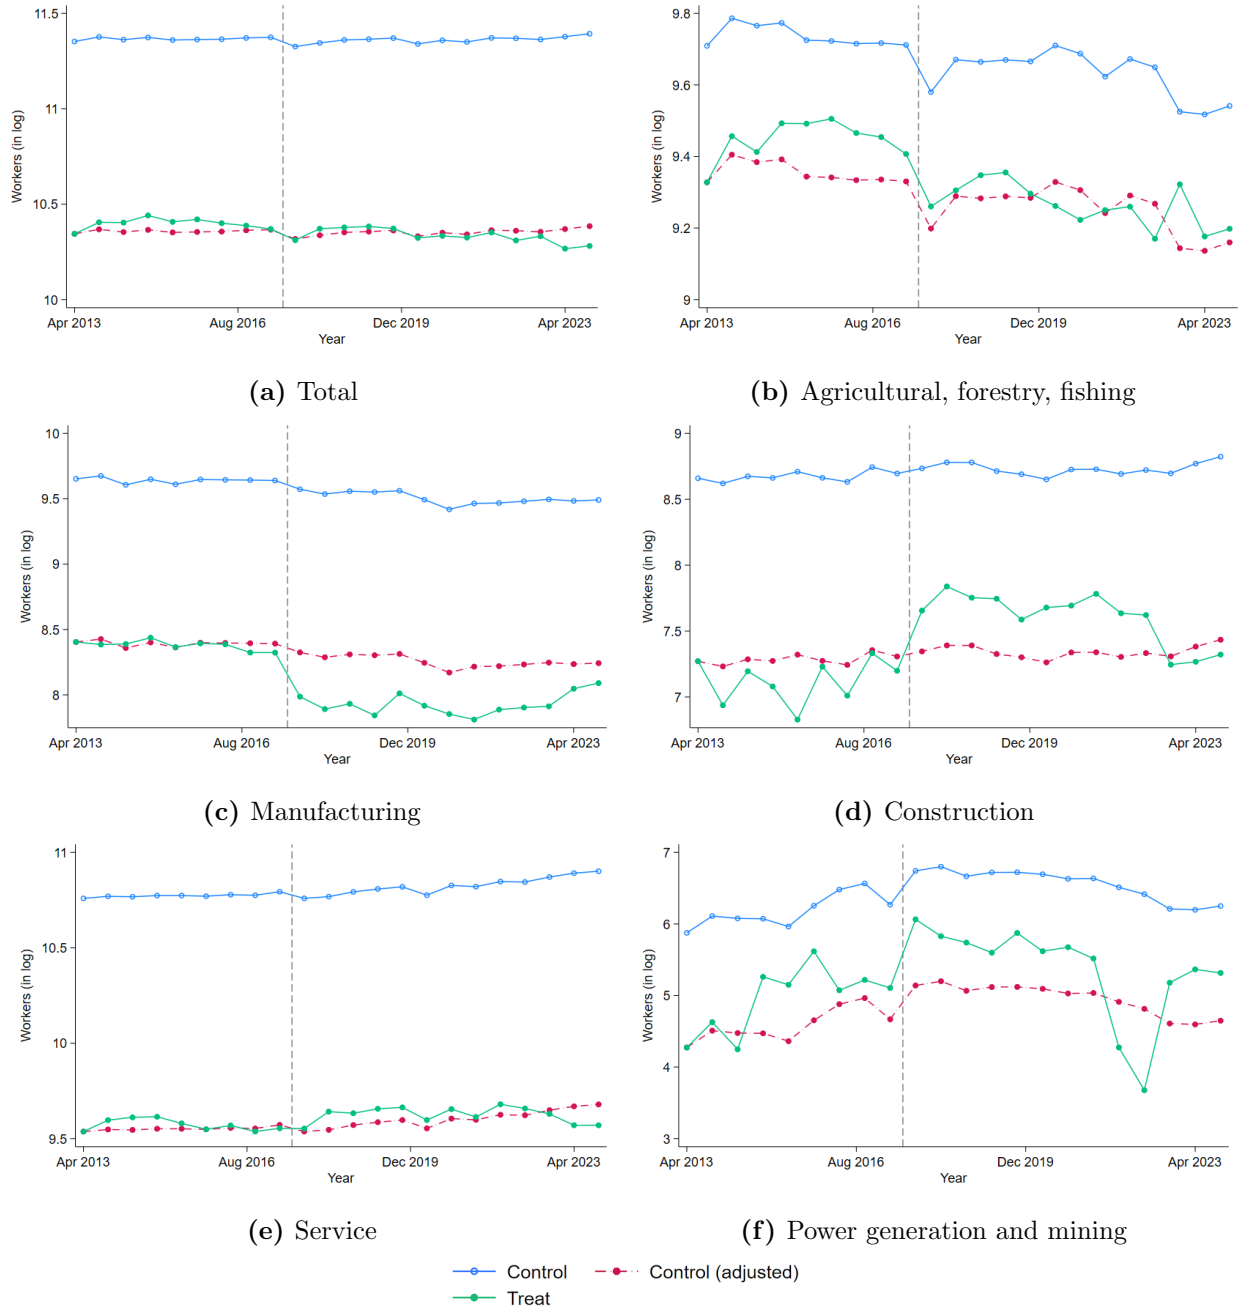 11.5
11
10.5
10
Workers (in log)
Apr 2013 Aug 2016 Dec 2019 Apr 2023
Year
(a) Total
9.8
9.6
9.4
9.2
9
Workers (in log)
Apr 2013 Aug 2016 Dec 2019 Apr 2023
Year
(b) Agricultural, forestry, fishing
10
9.5
9
8.5
8
Workers (in log)
Apr 2013 Aug 2016 Dec 2019 Apr 2023
Year
(c) Manufacturing
9
8.5
8
7.5
7
Workers (in log)
Apr 2013 Aug 2016 Dec 2019 Apr 2023
Year
(d) Construction
11
10.5
10
9.5
Workers (in log)
Apr 2013 Aug 2016 Dec 2019 Apr 2023
Year
(e) Service
7
6
5
4
3
Workers (in log)
Apr 2013 Aug 2016 Dec 2019 Apr 2023
Year
(f) Power generation and mining
Control Control (adjusted)
Treat